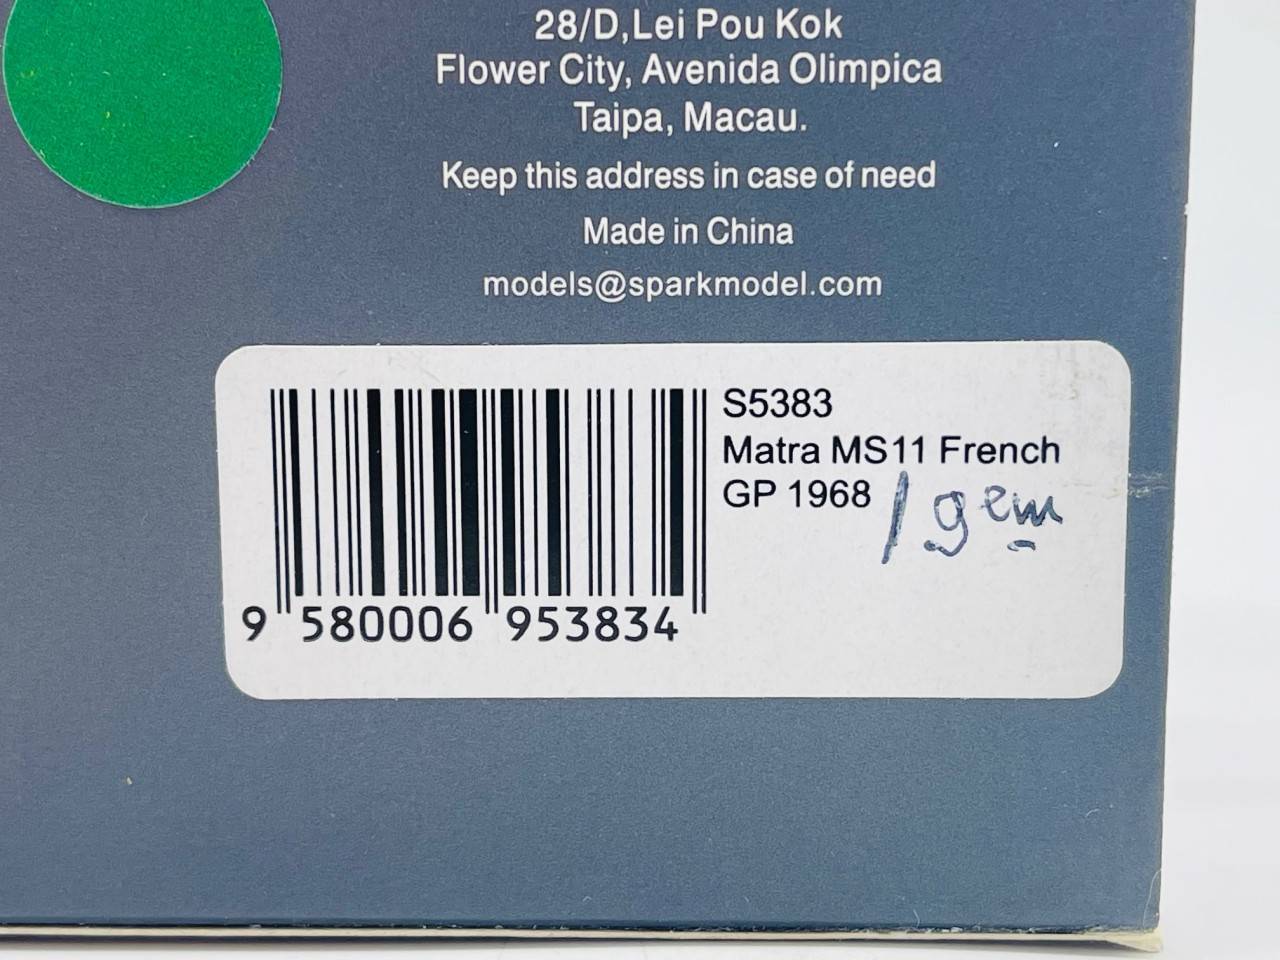 28/D,Lei Pou Kok
Flower City, Avenida Olimpica
Taipa, Macau.
Keep this address in case of need
Made in China
models@sparkmodel.com
S5383
Matra MS11 French
GP 1968 / gem
9 580006 953834